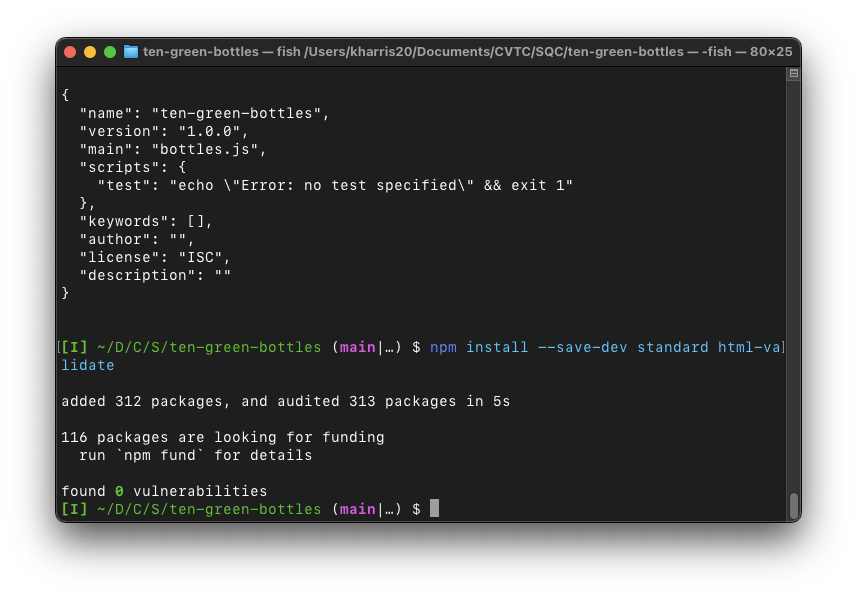 ten-green-bottles — fish /Users/kharris20/Documents/CVTC/SQC/ten-green-bottles — -fish — 80×25
{
  "name": "ten-green-bottles",
  "version": "1.0.0",
  "main": "bottles.js",
  "scripts": {
    "test": "echo \"Error: no test specified\" && exit 1"
  },
  "keywords": [],
  "author": "",
  "license": "ISC",
  "description": ""
}
[I] ~/D/C/S/ten-green-bottles (main|…) $ npm install --save-dev standard html-va
lidate
added 312 packages, and audited 313 packages in 5s
116 packages are looking for funding
  run `npm fund` for details
found 0 vulnerabilities
[I] ~/D/C/S/ten-green-bottles (main|…) $